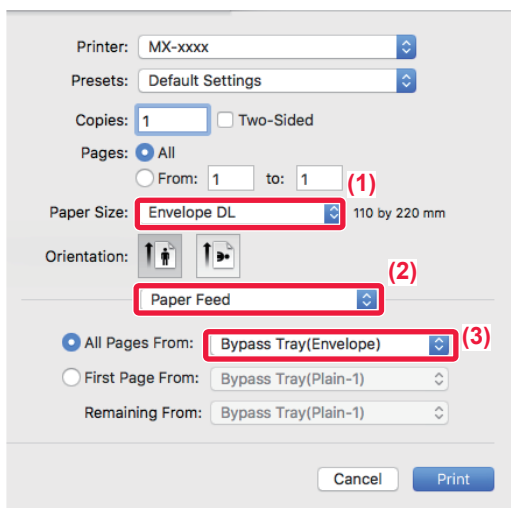 Printer: MX-xxxx
Presets: Default Settings
Copies: 1 Two-Sided
Pages: All
From: 1 to: 1
(1)
Paper Size: Envelope DL 110 by 220 mm
Orientation:
(2)
Paper Feed
All Pages From: Bypass Tray(Envelope) (3)
First Page From: Bypass Tray(Plain-1)
Remaining From: Bypass Tray(Plain-1)
Cancel Print